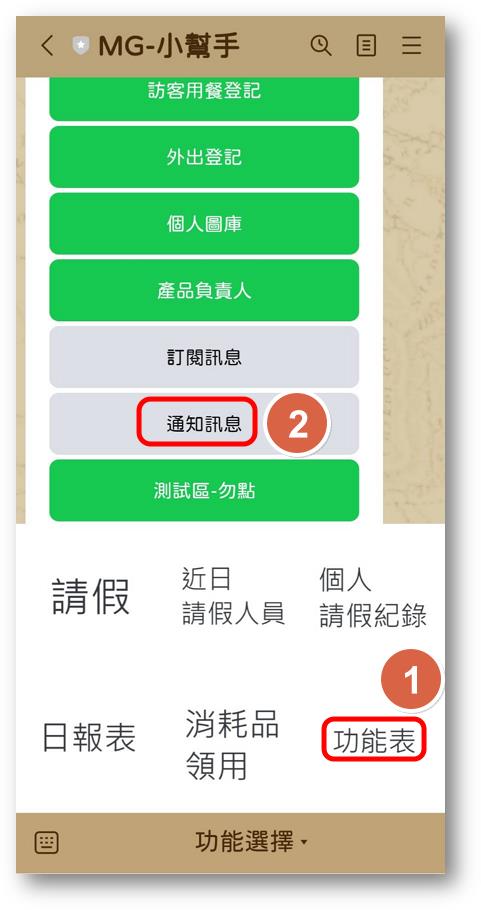 MG-小幫手
訪客用餐登記
外出登記
個人圖庫
產品負責人
訂閱訊息
通知訊息
2
測試區-勿點
請假
近日
請假人員
個人
請假紀錄
1
日報表
消耗品
領用
功能表
功能選擇